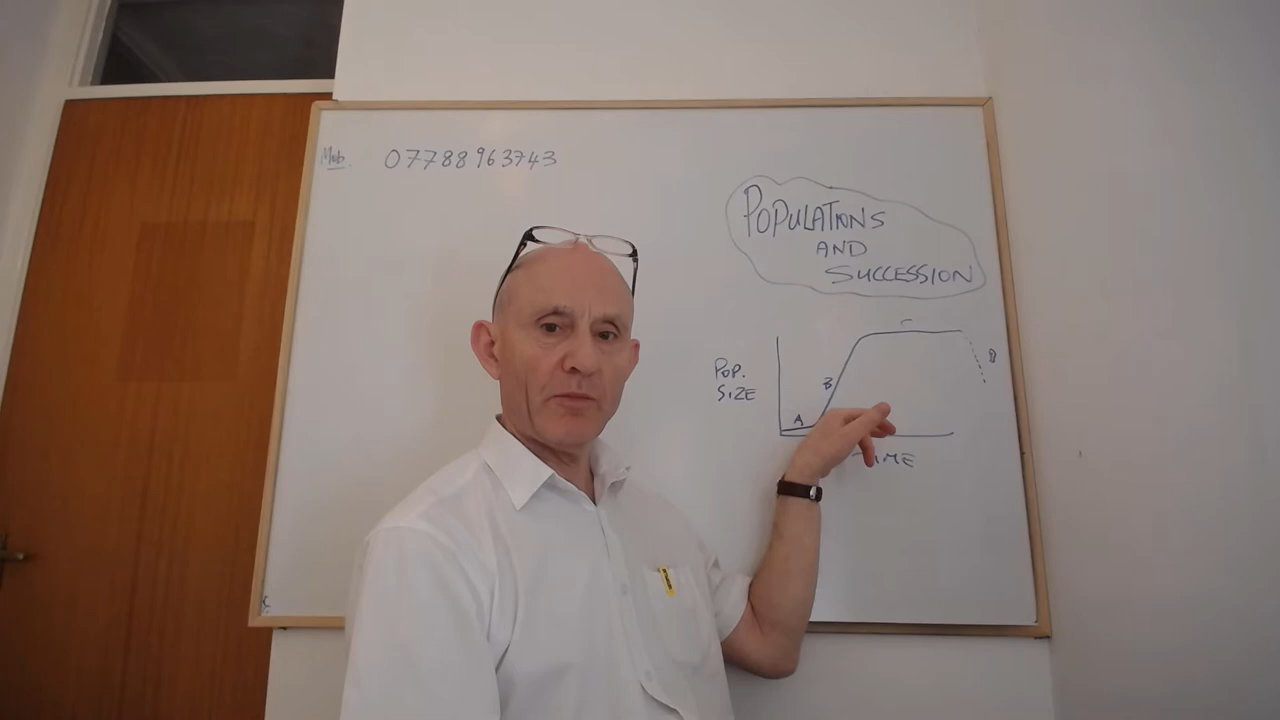 Mob. 07788963743
POPULATIONS
AND
SUCCESSION
POP.
SIZE
A
B
C
D
TIME